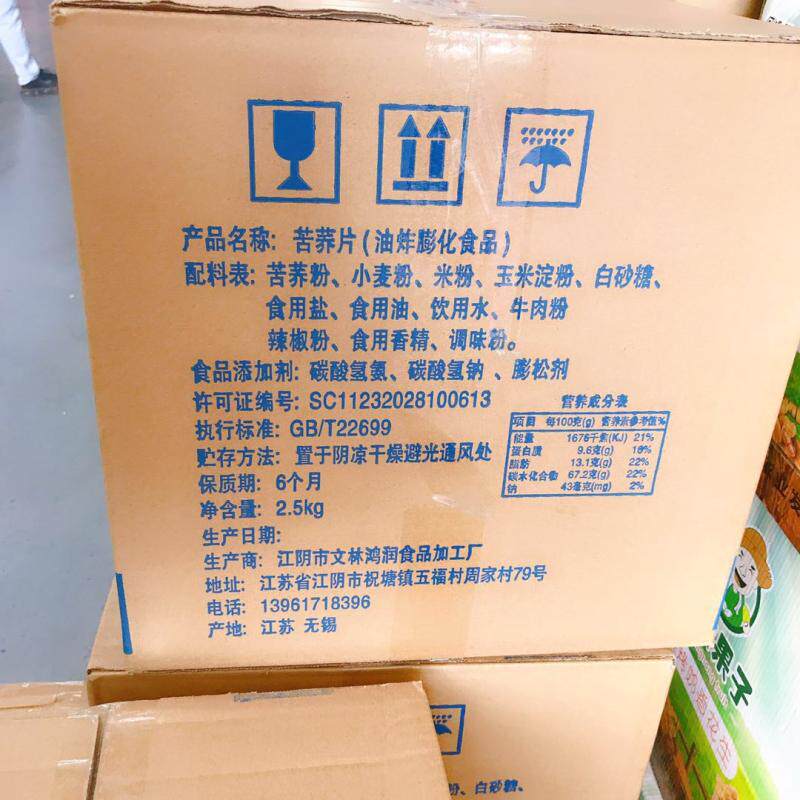 产品名称: 苦荞片(油炸膨化食品)
配料表: 苦荞粉、小麦粉、米粉、玉米淀粉、白砂糖、
食用盐、食用油、饮用水、牛肉粉
辣椒粉、食用香精、调味粉。
食品添加剂: 碳酸氢氨、碳酸氢钠、膨松剂
许可证编号: SC11232028100613
执行标准: GB/T22699
贮存方法: 置于阴凉干燥避光通风处
保质期: 6个月
净含量: 2.5kg
生产日期:
生产商: 江阴市文林鸿润食品加工厂
地址: 江苏省江阴市祝塘镇五福村周家村79号
电话: 13961718396
产地: 江苏 无锡
营养成分表
项目 每100克(g) 营养素参考值%
能量 1676千焦(KJ) 21%
蛋白质 9.6克(g) 16%
脂肪 13.1克(g) 22%
碳水化合物 67.2克(g) 22%
钠 43毫克(mg) 2%
粉、白砂糖、
果子